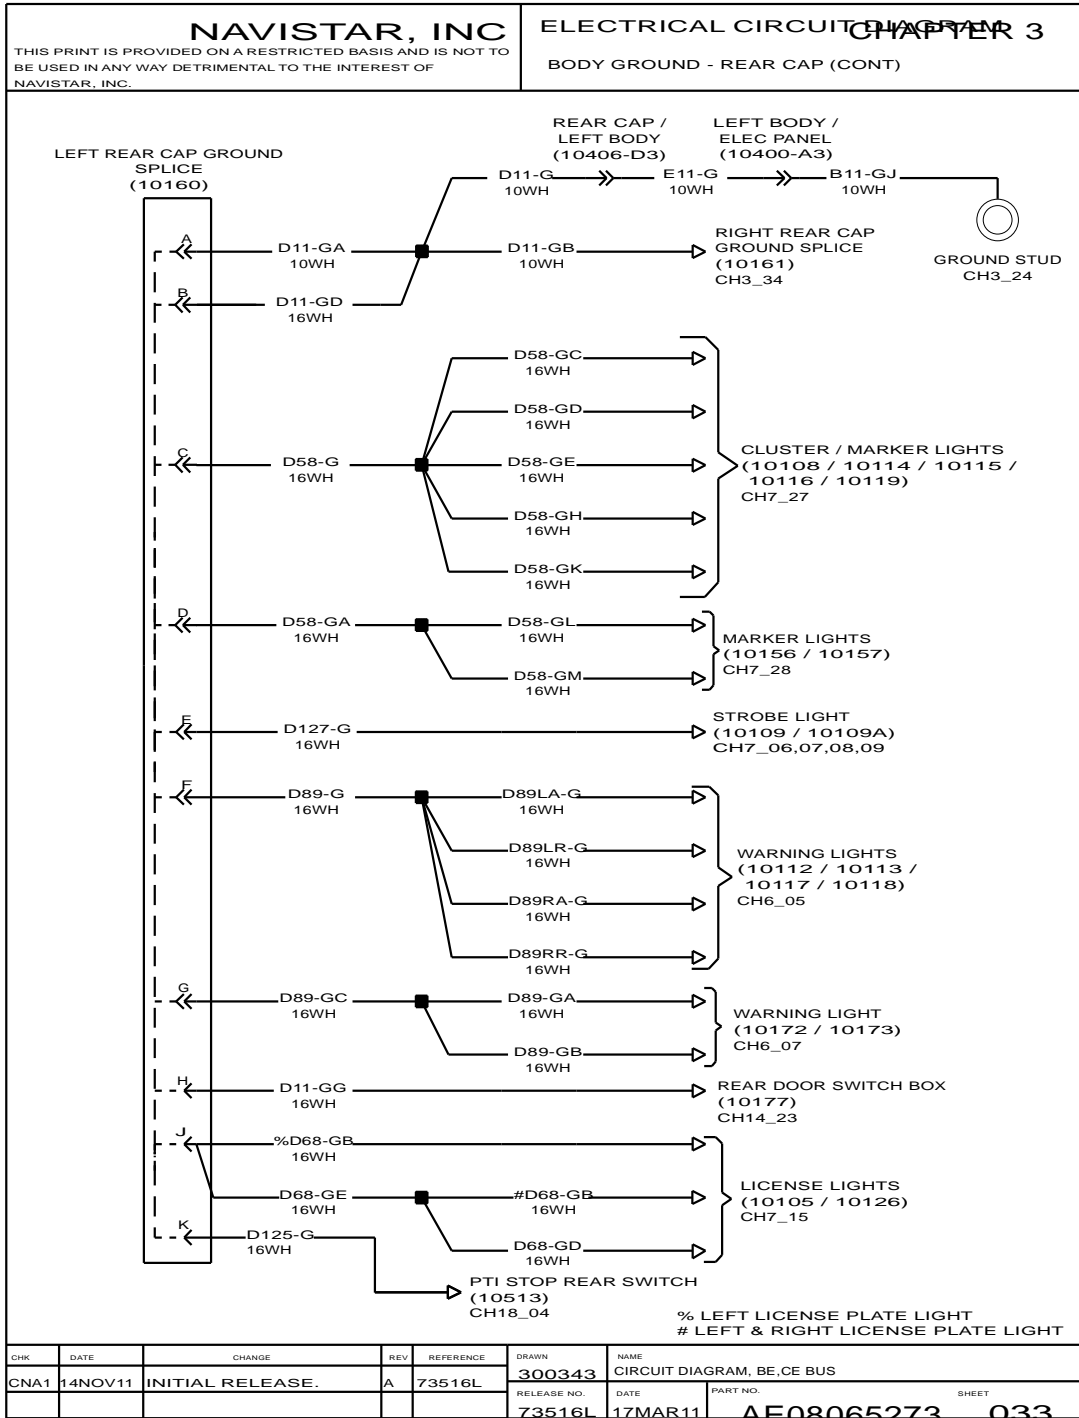 NAVISTAR, INC
THIS PRINT IS PROVIDED ON A RESTRICTED BASIS AND IS NOT TO
BE USED IN ANY WAY DETRIMENTAL TO THE INTEREST OF
NAVISTAR, INC.
ELECTRICAL CIRCUIT DIAGRAM
CHAPTER 3
BODY GROUND - REAR CAP (CONT)
LEFT REAR CAP GROUND
SPLICE
(10160)
REAR CAP /
LEFT BODY
(10406-D3)
LEFT BODY /
ELEC PANEL
(10400-A3)
D11-G
10WH
E11-G
10WH
B11-GJ
10WH
GROUND STUD
CH3_24
A
D11-GA
10WH
D11-GB
10WH
RIGHT REAR CAP
GROUND SPLICE
(10161)
CH3_34
B
D11-GD
16WH
D58-GC
16WH
D58-GD
16WH
C
D58-G
16WH
D58-GE
16WH
D58-GH
16WH
D58-GK
16WH
CLUSTER / MARKER LIGHTS
(10108 / 10114 / 10115 /
10116 / 10119)
CH7_27
D
D58-GA
16WH
D58-GL
16WH
D58-GM
16WH
MARKER LIGHTS
(10156 / 10157)
CH7_28
E
D127-G
16WH
STROBE LIGHT
(10109 / 10109A)
CH7_06,07,08,09
F
D89-G
16WH
D89LA-G
16WH
D89LR-G
16WH
D89RA-G
16WH
D89RR-G
16WH
WARNING LIGHTS
(10112 / 10113 /
10117 / 10118)
CH6_05
G
D89-GC
16WH
D89-GA
16WH
D89-GB
16WH
WARNING LIGHT
(10172 / 10173)
CH6_07
H
D11-GG
16WH
REAR DOOR SWITCH BOX
(10177)
CH14_23
J
%D68-GB
16WH
D68-GE
16WH
#D68-GB
16WH
D68-GD
16WH
LICENSE LIGHTS
(10105 / 10126)
CH7_15
K
D125-G
16WH
PTI STOP REAR SWITCH
(10513)
CH18_04
% LEFT LICENSE PLATE LIGHT
# LEFT & RIGHT LICENSE PLATE LIGHT
CHK DATE CHANGE REV REFERENCE
CNA1 14NOV11 INITIAL RELEASE. A 73516L
DRAWN
300343
NAME
CIRCUIT DIAGRAM, BE,CE BUS
RELEASE NO.
73516L
DATE
17MAR11
PART NO.
AE08065273
SHEET
033